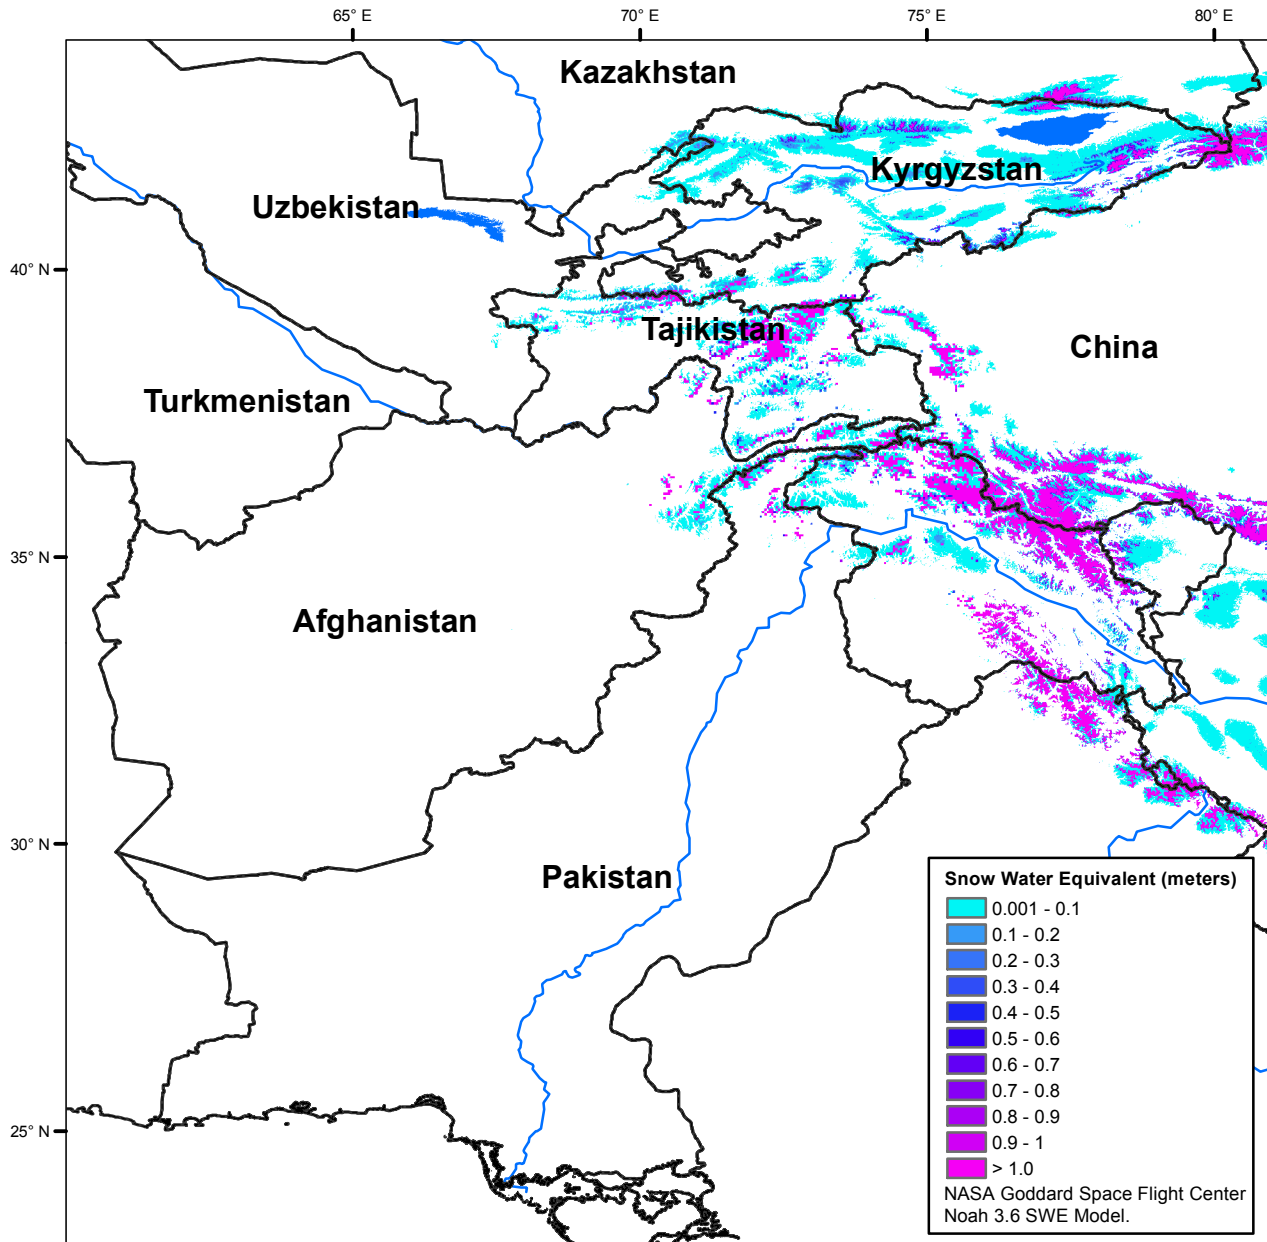 65° E
70° E
75° E
80° E
Kazakhstan
Kyrgyzstan
Uzbekistan
40° N
Tajikistan
China
Turkmenistan
35° N
Afghanistan
30° N
Pakistan
25° N
Snow Water Equivalent (meters)
0.001 - 0.1
0.1 - 0.2
0.2 - 0.3
0.3 - 0.4
0.4 - 0.5
0.5 - 0.6
0.6 - 0.7
0.7 - 0.8
0.8 - 0.9
0.9 - 1
> 1.0
NASA Goddard Space Flight Center
Noah 3.6 SWE Model.